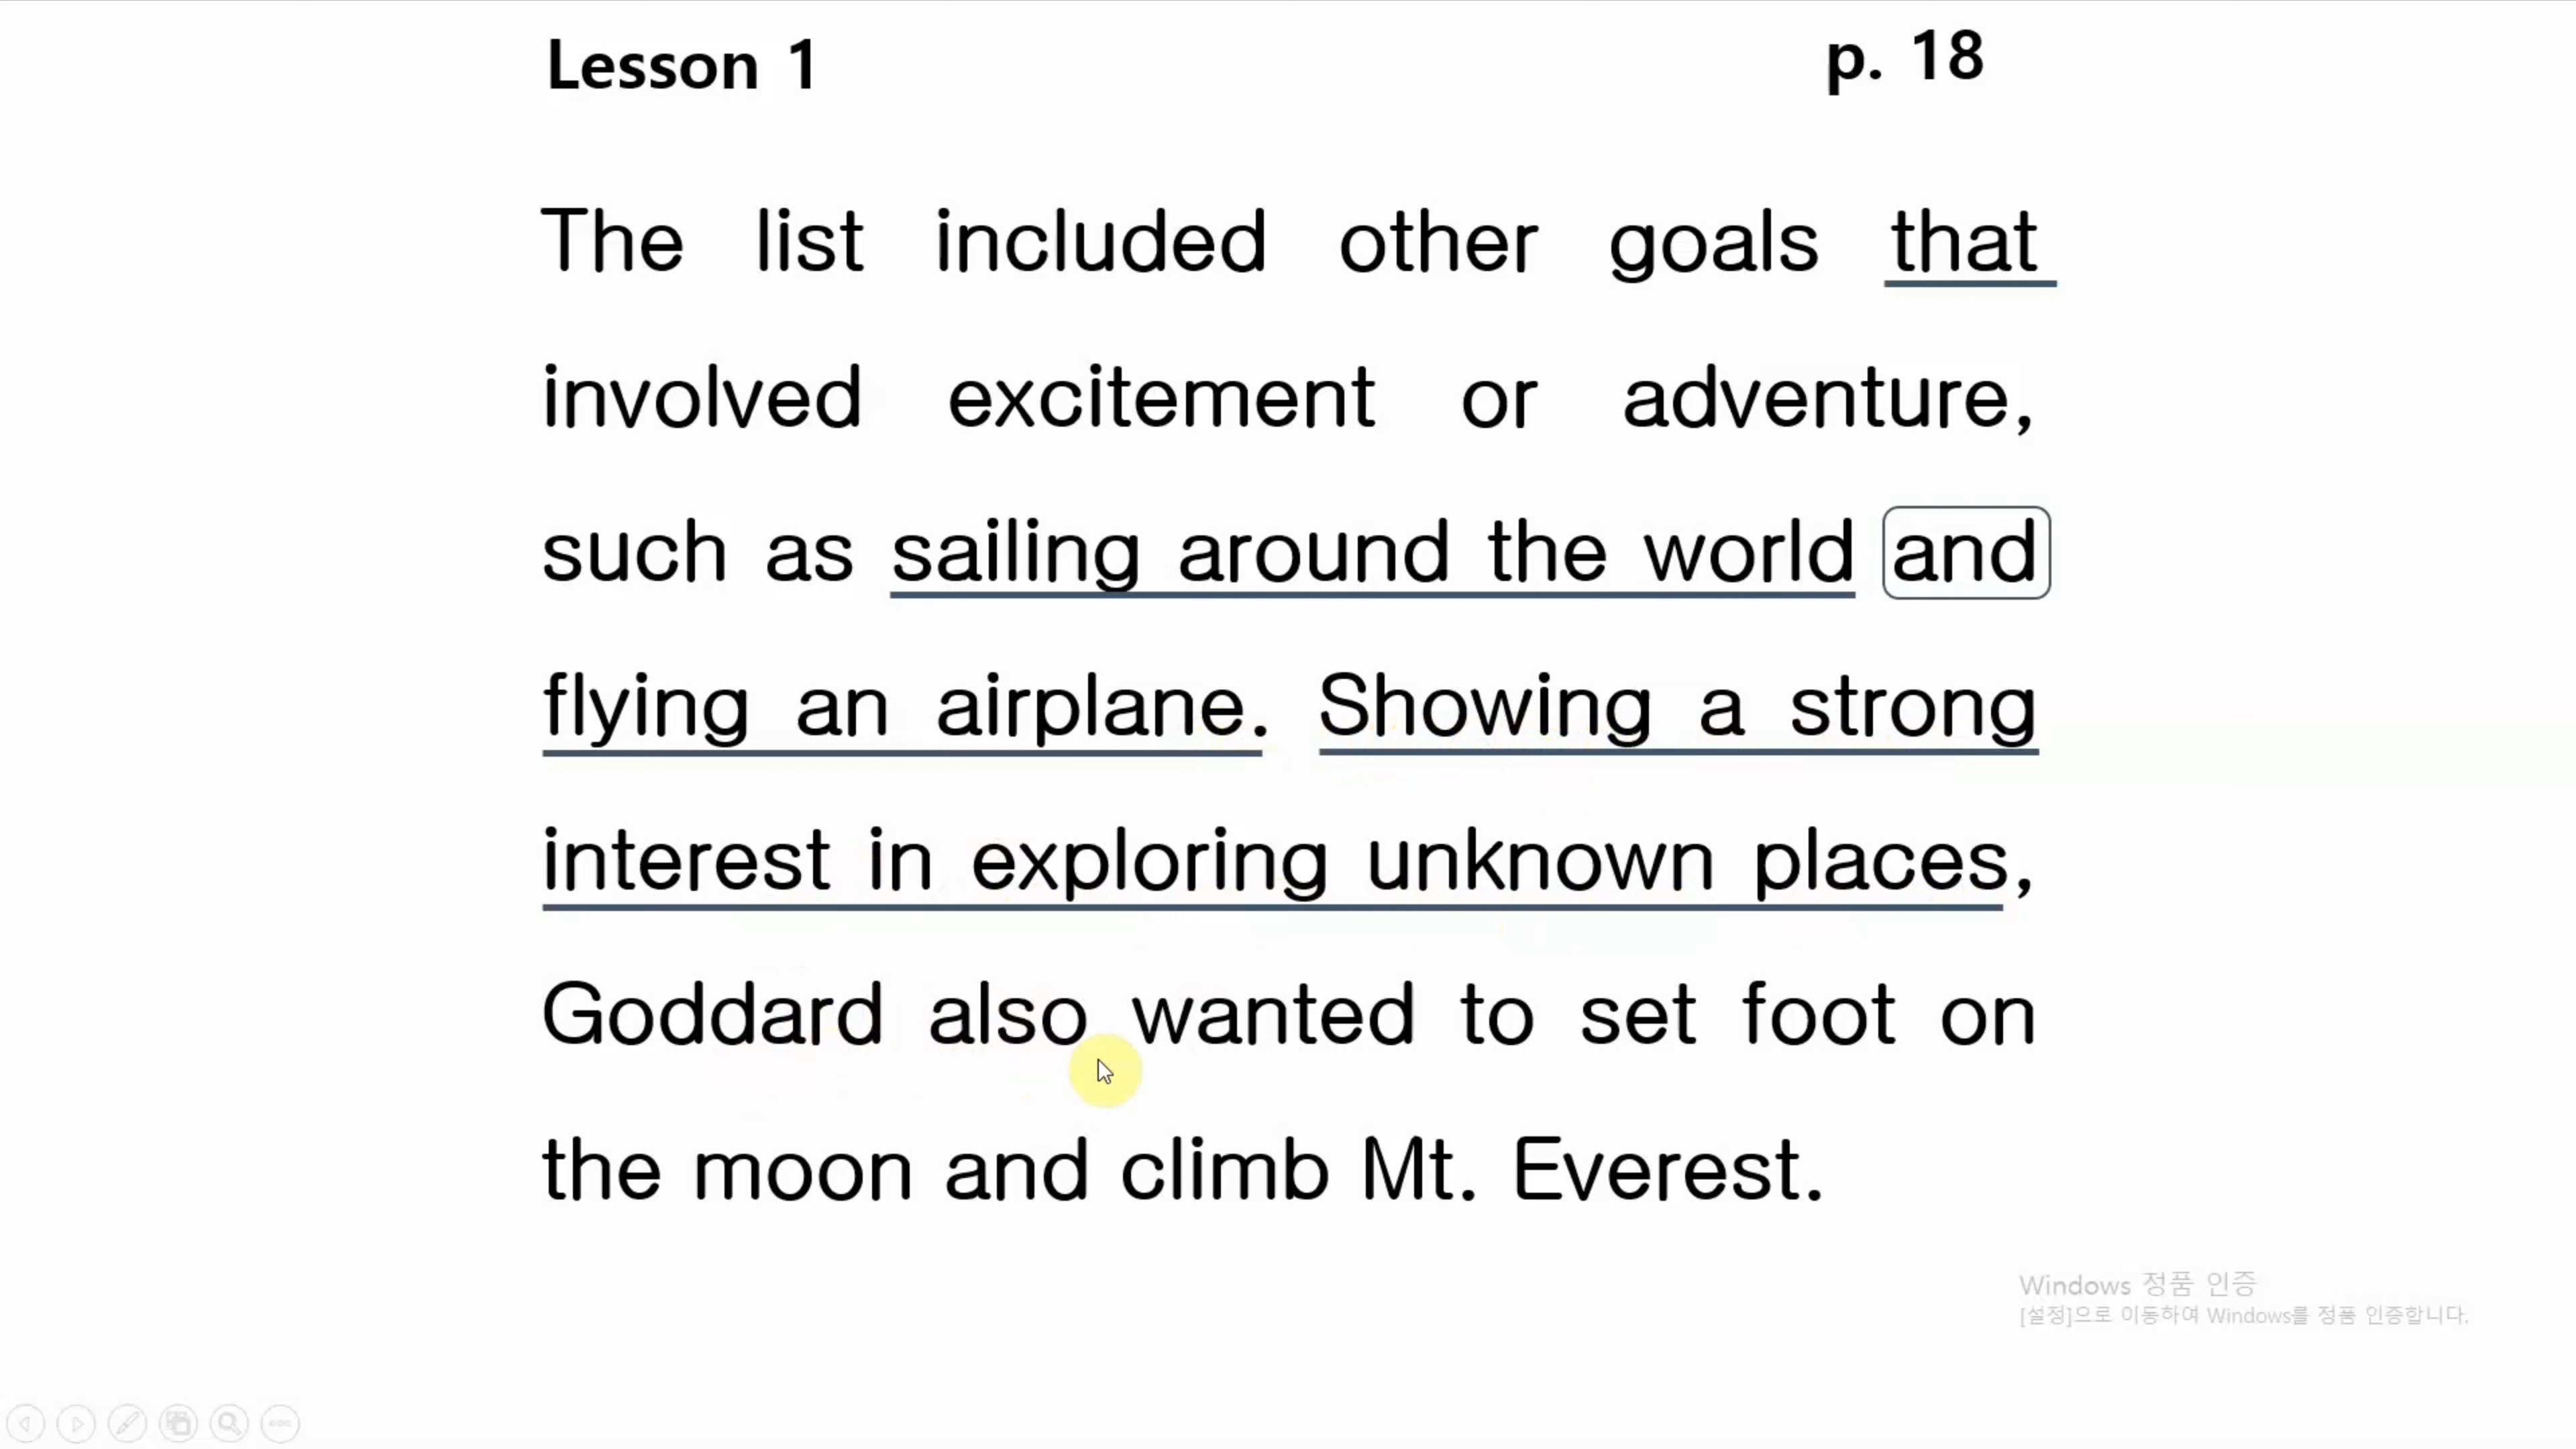 Lesson 1
p. 18
The list included other goals that
involved excitement or adventure,
such as sailing around the world and
flying an airplane. Showing a strong
interest in exploring unknown places,
Goddard also wanted to set foot on
the moon and climb Mt. Everest.
Windows 정품 인증
[설정]으로 이동하여 Windows를 정품 인증합니다.